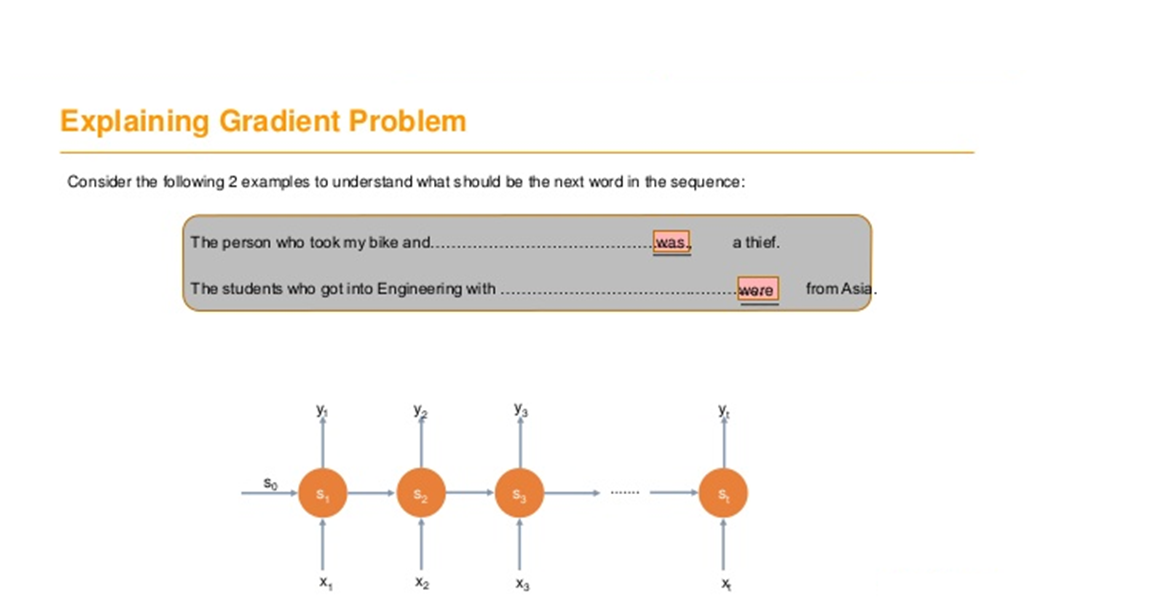 Explaining Gradient Problem
Consider the following 2 examples to understand what should be the next word in the sequence:
The person who took my bike and....................................................was, a thief.
The students who got into Engineering with .....................................................were from Asia.
y₁ y₂ y₃ yₜ
s₀ s₁ s₂ s₃ ....... sₜ
x₁ x₂ x₃ xₜ